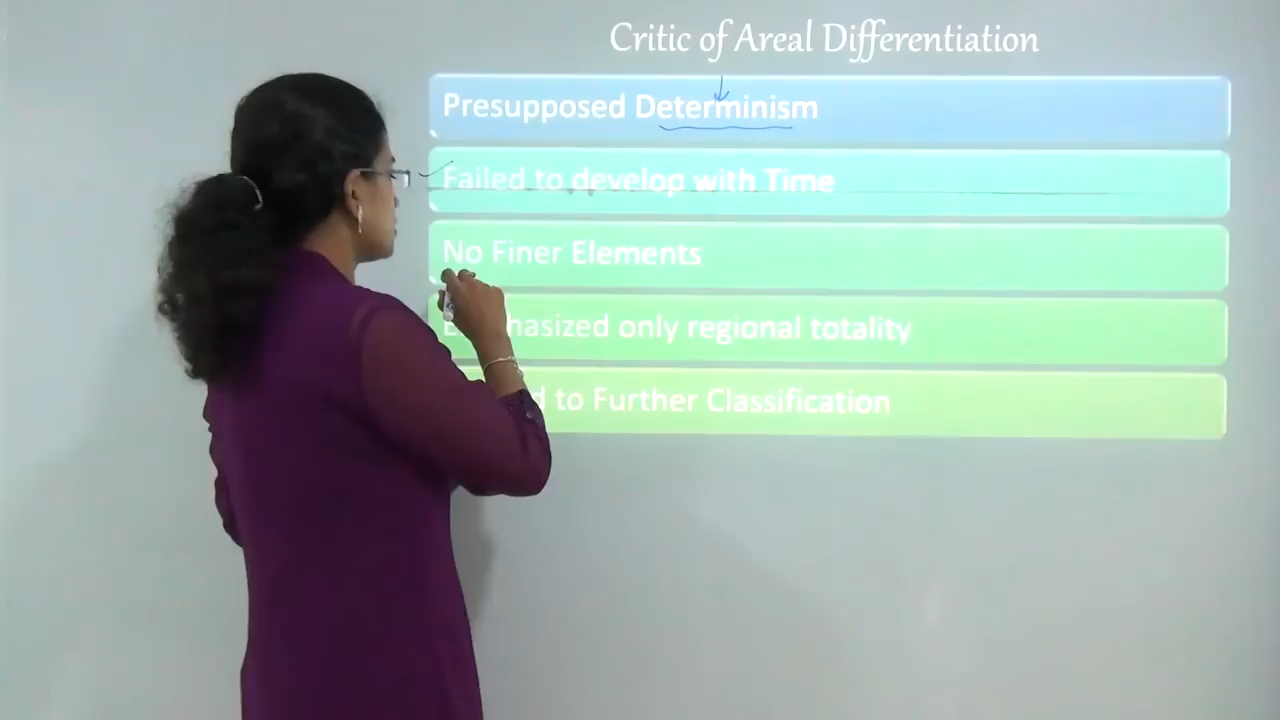 Critic of Areal Differentiation
Presupposed Determinism
Failed to develop with Time
No Finer Elements
only regional totality
to Further Classification